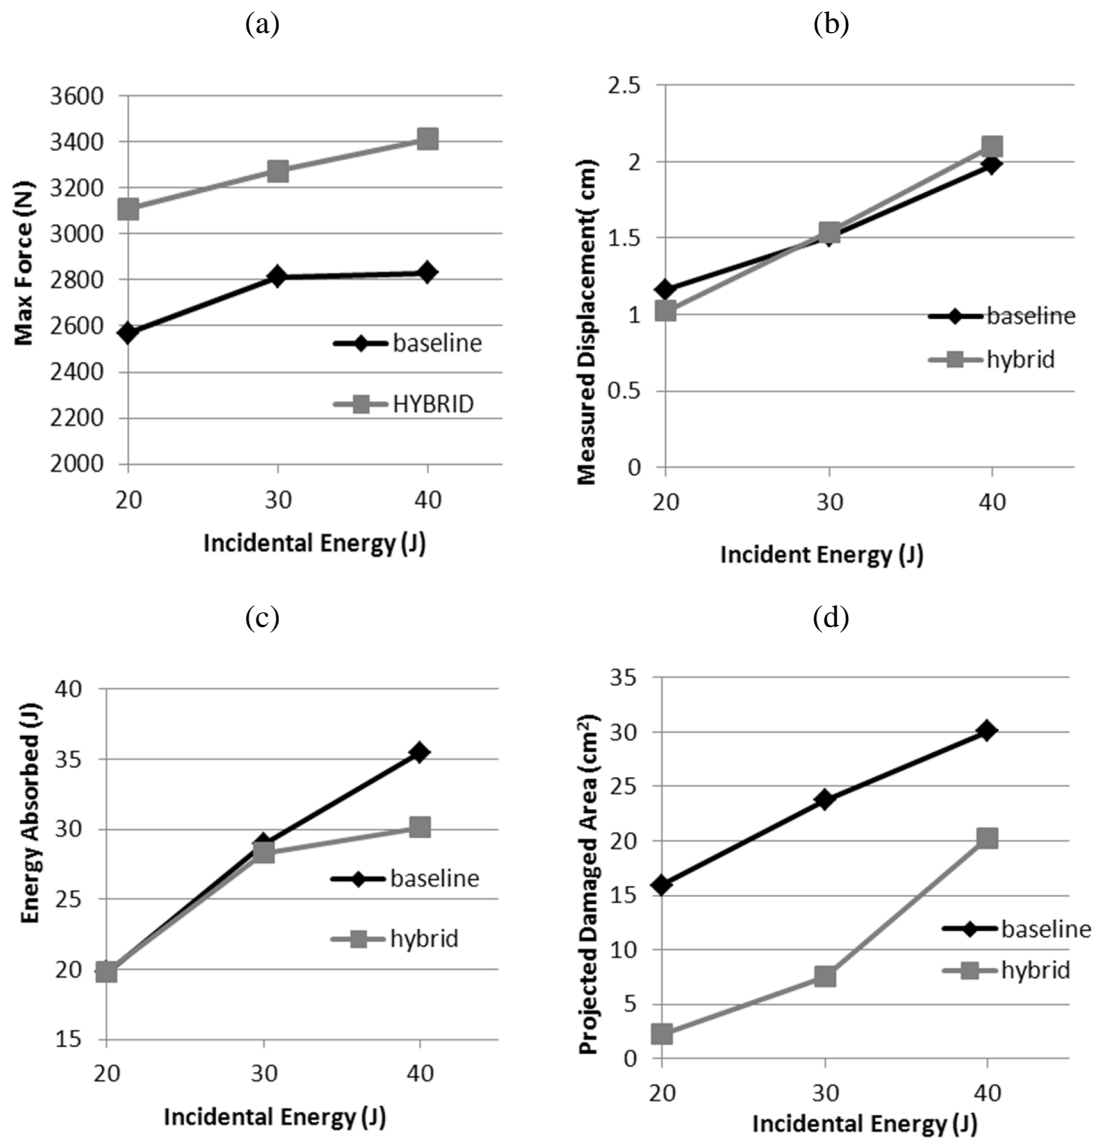 (a)
3600
3400
3200
3000
2800
2600
2400
2200
2000
Max Force (N)
baseline
HYBRID
20 30 40
Incidental Energy (J)
(b)
2.5
2
1.5
1
0.5
0
Measured Displacement( cm)
baseline
hybrid
20 30 40
Incident Energy (J)
(c)
40
35
30
25
20
15
Energy Absorbed (J)
baseline
hybrid
20 30 40
Incidental Energy (J)
(d)
35
30
25
20
15
10
5
0
Projected Damaged Area (cm²)
baseline
hybrid
20 30 40
Incidental Energy (J)